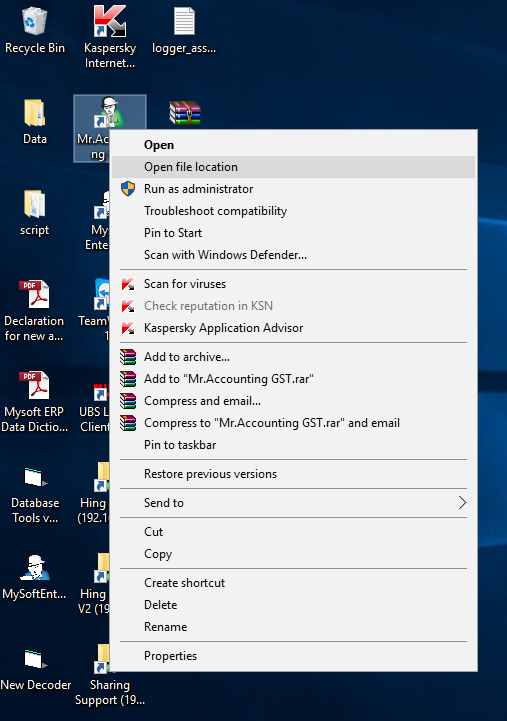 Recycle Bin
Kaspersky
Internet...
logger_ass...
Data
Mr.Acc
ng
script
Mys
Ente
Declaration
for new a...
Team
1
Mysoft ERP
Data Dictio...
UBS L
Client
Database
Tools v...
Hing
(192.1
MySoftEnt...
Hing
V2 (19
New Decoder
Sharing
Support (19...
Open
Open file location
Run as administrator
Troubleshoot compatibility
Pin to Start
Scan with Windows Defender...
Scan for viruses
Check reputation in KSN
Kaspersky Application Advisor
Add to archive...
Add to "Mr.Accounting GST.rar"
Compress and email...
Compress to "Mr.Accounting GST.rar" and email
Pin to taskbar
Restore previous versions
Send to
Cut
Copy
Create shortcut
Delete
Rename
Properties